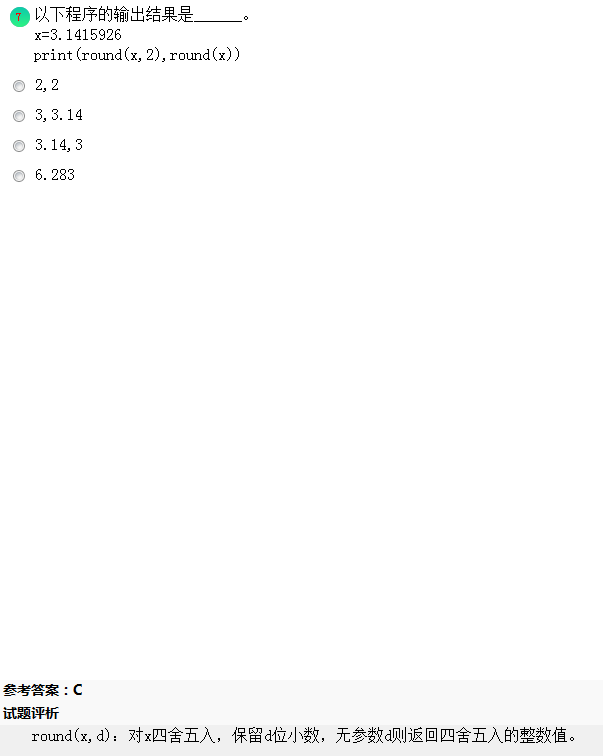 7 以下程序的输出结果是______。
x=3.1415926
print(round(x,2),round(x))
2,2
3,3.14
3.14,3
6.283
参考答案：C
试题评析
round(x,d)：对x四舍五入，保留d位小数，无参数d则返回四舍五入的整数值。